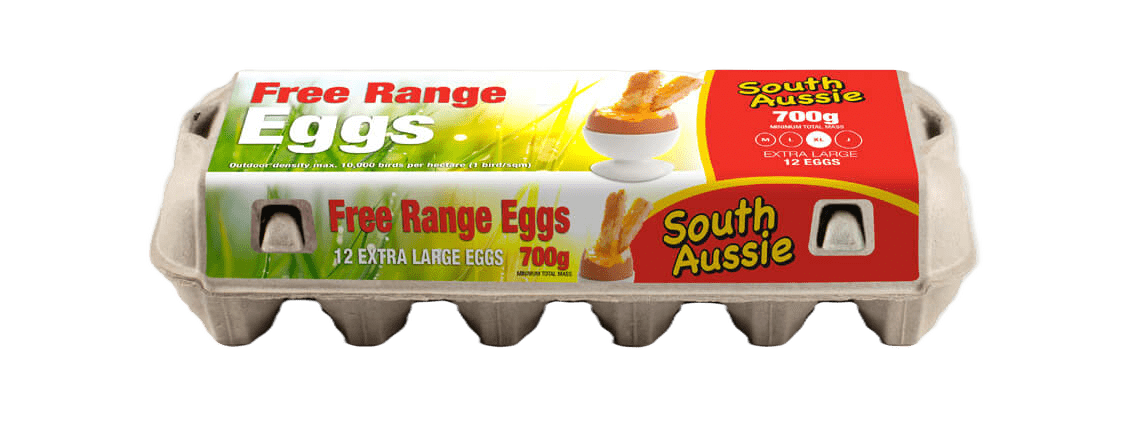 Free Range
Eggs
Outdoor density max. 10,000 birds per hectare (1 bird/sqm)
South
Aussie
700g
MINIMUM TOTAL MASS
M L XL J
EXTRA LARGE
12 EGGS
Free Range Eggs
12 EXTRA LARGE EGGS 700g
MINIMUM TOTAL MASS
South
Aussie